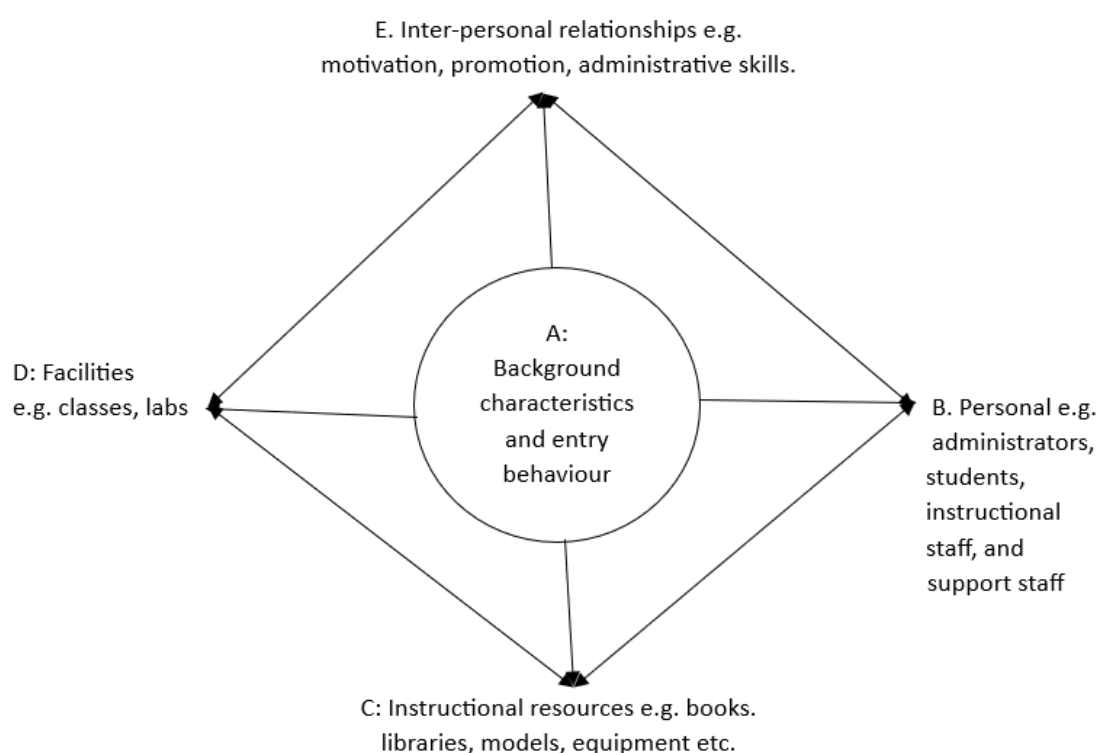 E. Inter-personal relationships e.g.
motivation, promotion, administrative skills.
A:
Background
characteristics
and entry
behaviour
D: Facilities
e.g. classes, labs
B. Personal e.g.
administrators,
students,
instructional
staff, and
support staff
C: Instructional resources e.g. books.
libraries, models, equipment etc.